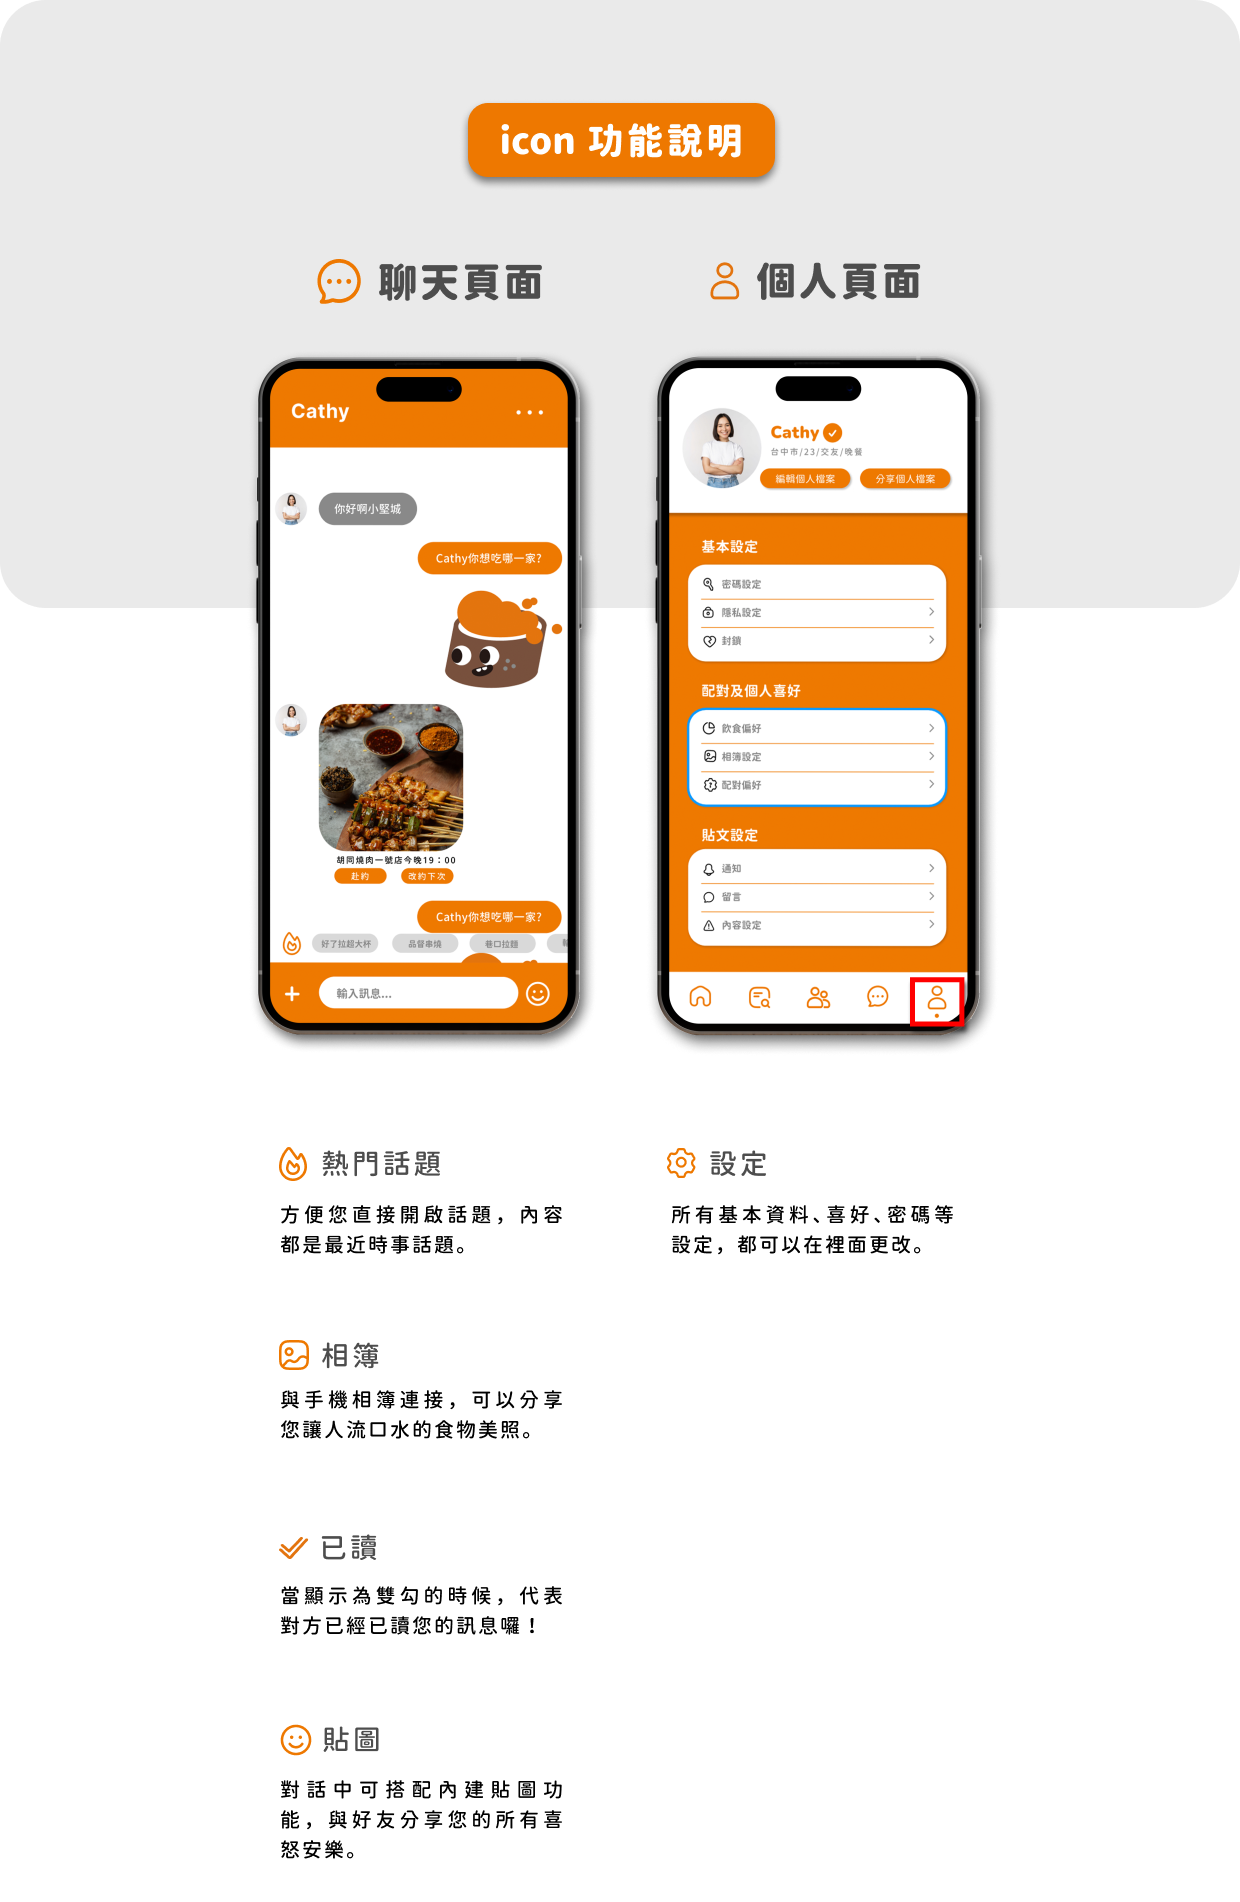 icon 功能說明
聊天頁面
個人頁面
Cathy
你好啊小堅城
Cathy你想吃哪一家?
胡同燒肉一號店今晚19：00
赴約
改約下次
Cathy你想吃哪一家?
好了拉超大杯
品督串燒
巷口拉麵
輸入訊息...
Cathy
台中市/23/交友/晚餐
編輯個人檔案
分享個人檔案
基本設定
密碼設定
隱私設定
封鎖
配對及個人喜好
飲食偏好
相簿設定
配對偏好
貼文設定
通知
留言
內容設定
熱門話題
方便您直接開啟話題，內容
都是最近時事話題。
相簿
與手機相簿連接，可以分享
您讓人流口水的食物美照。
已讀
當顯示為雙勾的時候，代表
對方已經已讀您的訊息囉！
貼圖
對話中可搭配內建貼圖功
能，與好友分享您的所有喜
怒安樂。
設定
所有基本資料、喜好、密碼等
設定，都可以在裡面更改。